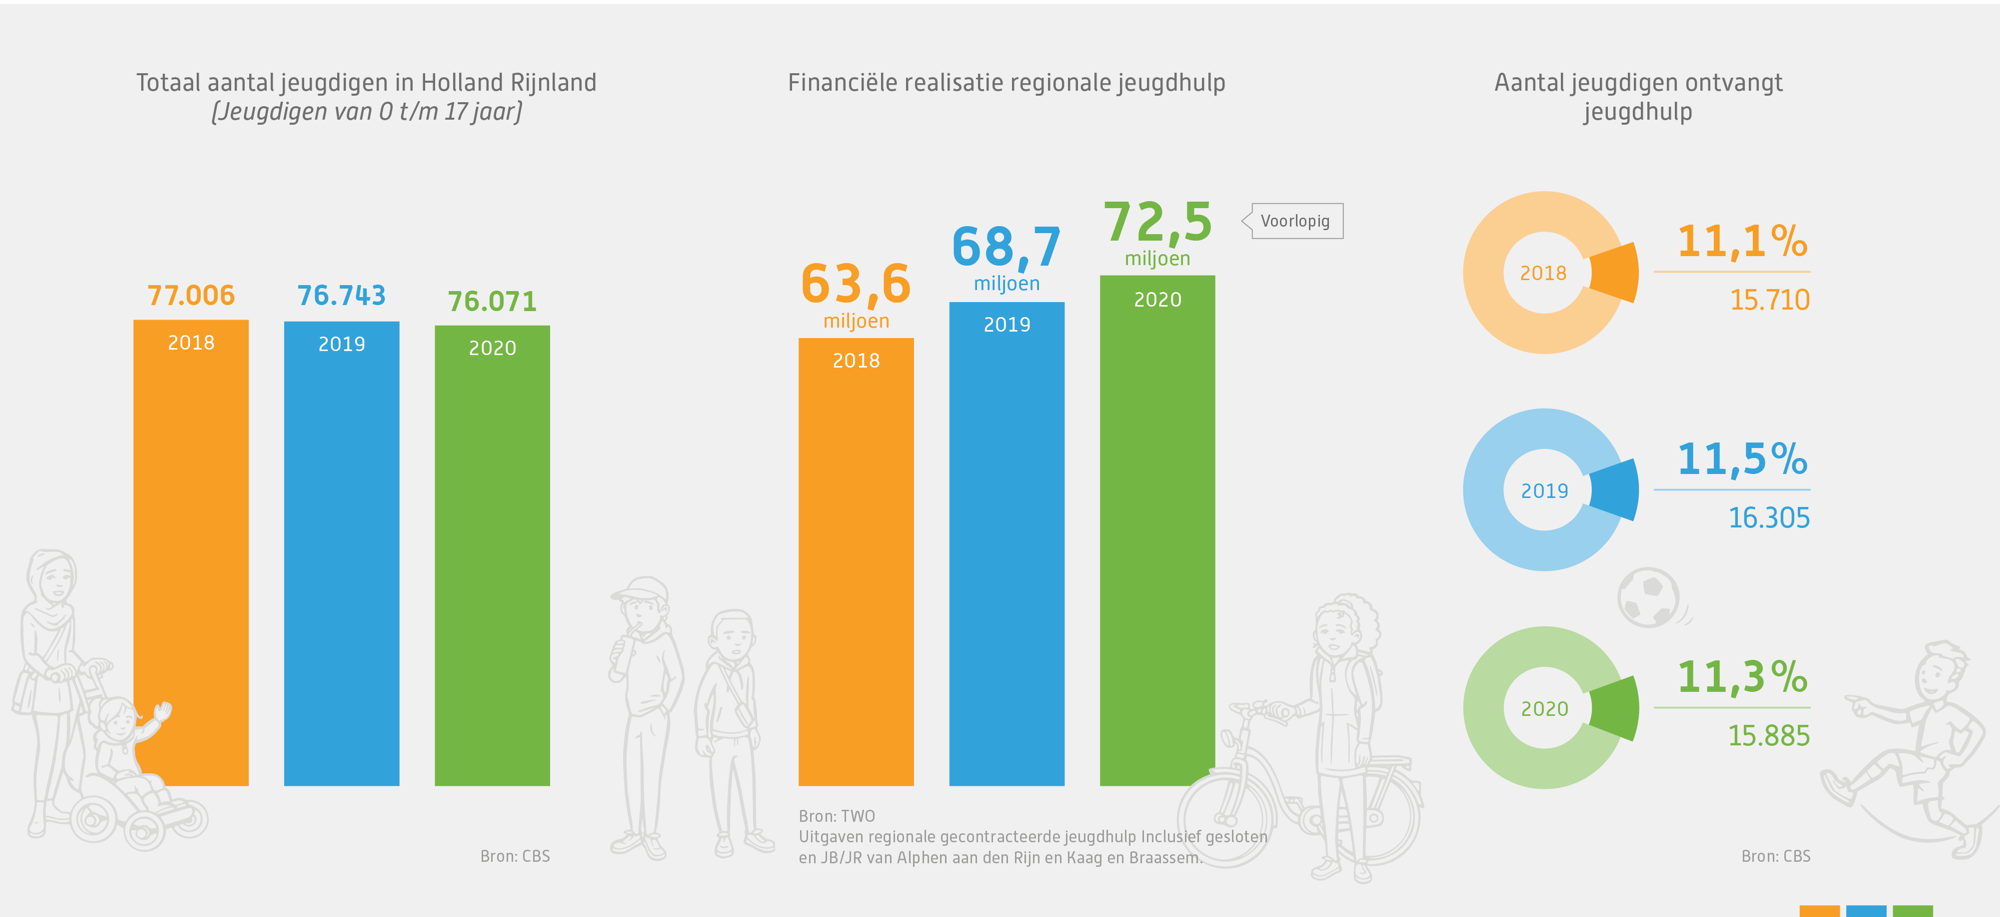 Totaal aantal jeugdigen in Holland Rijnland
(Jeugdigen van 0 t/m 17 jaar)
77.006
2018
76.743
2019
76.071
2020
Bron: CBS
Financiële realisatie regionale jeugdhulp
63,6
miljoen
2018
68,7
miljoen
2019
72,5
miljoen
2020
Voorlopig
Bron: TWO
Uitgaven regionale gecontracteerde jeugdhulp Inclusief gesloten
en JB/JR van Alphen aan den Rijn en Kaag en Braassem.
Aantal jeugdigen ontvangt
jeugdhulp
2018
11,1%
15.710
2019
11,5%
16.305
2020
11,3%
15.885
Bron: CBS